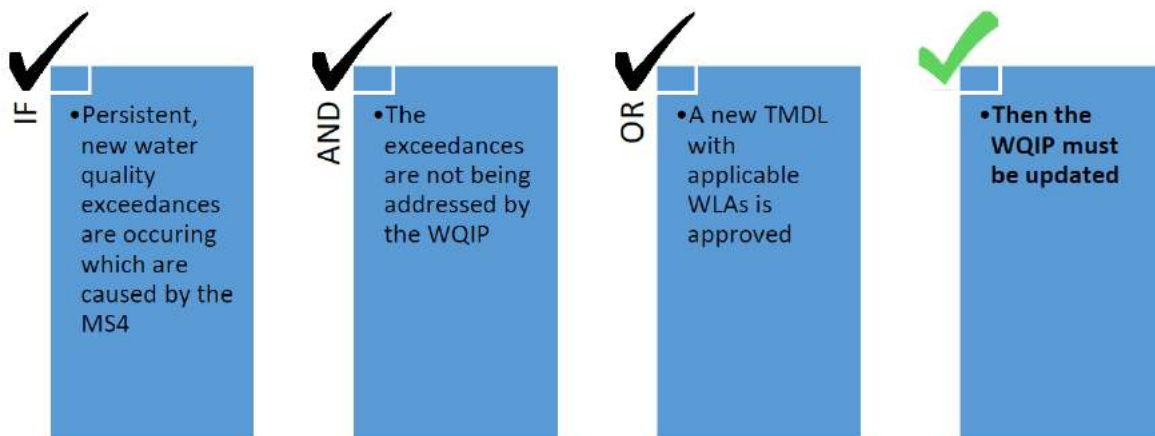 IF
•Persistent,
new water
quality
exceedances
are occuring
which are
caused by the
MS4
AND
•The
exceedances
are not being
addressed by
the WQIP
OR
•A new TMDL
with
applicable
WLAs is
approved
•Then the
WQIP must
be updated